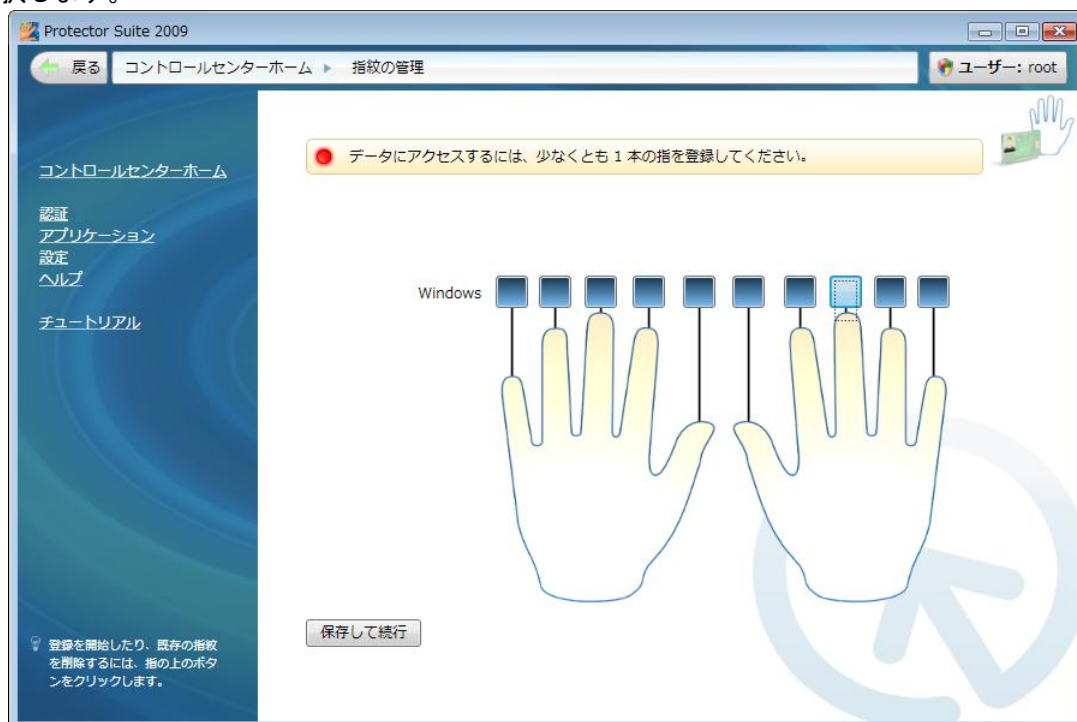 換します。
Protector Suite 2009
戻る コントロールセンターホーム ▶ 指紋の管理 ユーザー: root
データにアクセスするには、少なくとも 1 本の指を登録してください。
コントロールセンターホーム
認証
アプリケーション
設定
ヘルプ
チュートリアル
Windows
保存して続行
登録を開始したり、既存の指紋
を削除するには、指の上のボタ
ンをクリックします。